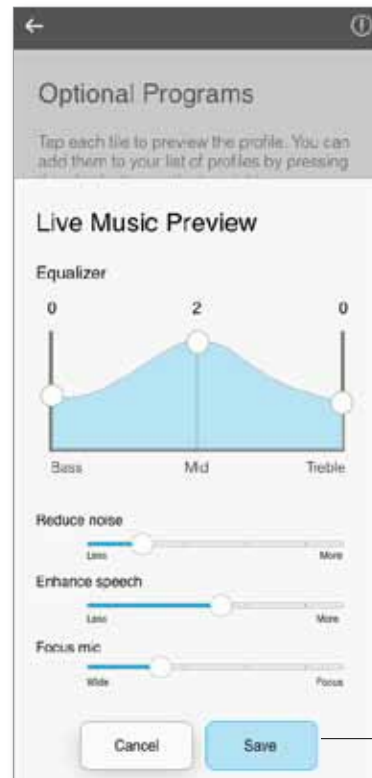 Optional Programs
Tap each tile to preview the profile. You can
add them to your list of profiles by pressing
Live Music Preview
Equalizer
0 2 0
Bass Mid Treble
Reduce noise
Less More
Enhance speech
Less More
Focus mic
Wide Focus
Cancel Save